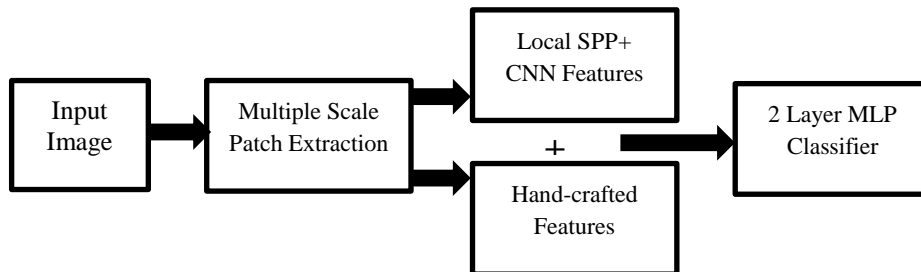 Input
Image
Multiple Scale
Patch Extraction
Local SPP+
CNN Features
+
Hand-crafted
Features
2 Layer MLP
Classifier